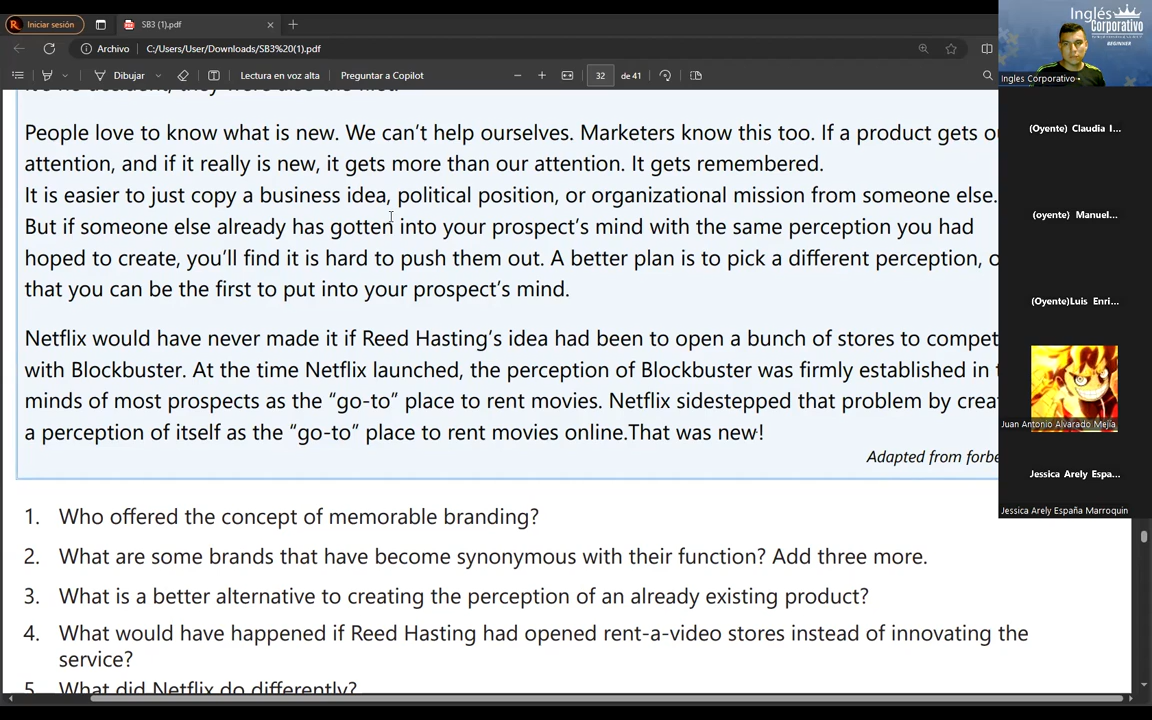 Iniciar sesión
SB3 (1).pdf
Archivo C:/Users/User/Downloads/SB3%20(1).pdf
Dibujar Lectura en voz alta Preguntar a Copilot 32 de 41
People love to know what is new. We can't help ourselves. Marketers know this too. If a product gets
attention, and if it really is new, it gets more than our attention. It gets remembered.
It is easier to just copy a business idea, political position, or organizational mission from someone else.
But if someone else already has gotten into your prospect's mind with the same perception you had
hoped to create, you'll find it is hard to push them out. A better plan is to pick a different perception,
that you can be the first to put into your prospect's mind.
Netflix would have never made it if Reed Hasting's idea had been to open a bunch of stores to compet
with Blockbuster. At the time Netflix launched, the perception of Blockbuster was firmly established in
minds of most prospects as the "go-to" place to rent movies. Netflix sidestepped that problem by crea
a perception of itself as the "go-to" place to rent movies online.That was new!
Adapted from forbe
1. Who offered the concept of memorable branding?
2. What are some brands that have become synonymous with their function? Add three more.
3. What is a better alternative to creating the perception of an already existing product?
4. What would have happened if Reed Hasting had opened rent-a-video stores instead of innovating the
service?
5. What did Netflix do differently?
Inglés
Corporativo
BEGINNER
Ingles Corporativo
(Oyente) Claudia I...
(oyente) Manuel...
(Oyente)Luis Enri...
Juan Antonio Alvarado Mejía
Jessica Arely Espa...
Jessica Arely España Marroquin